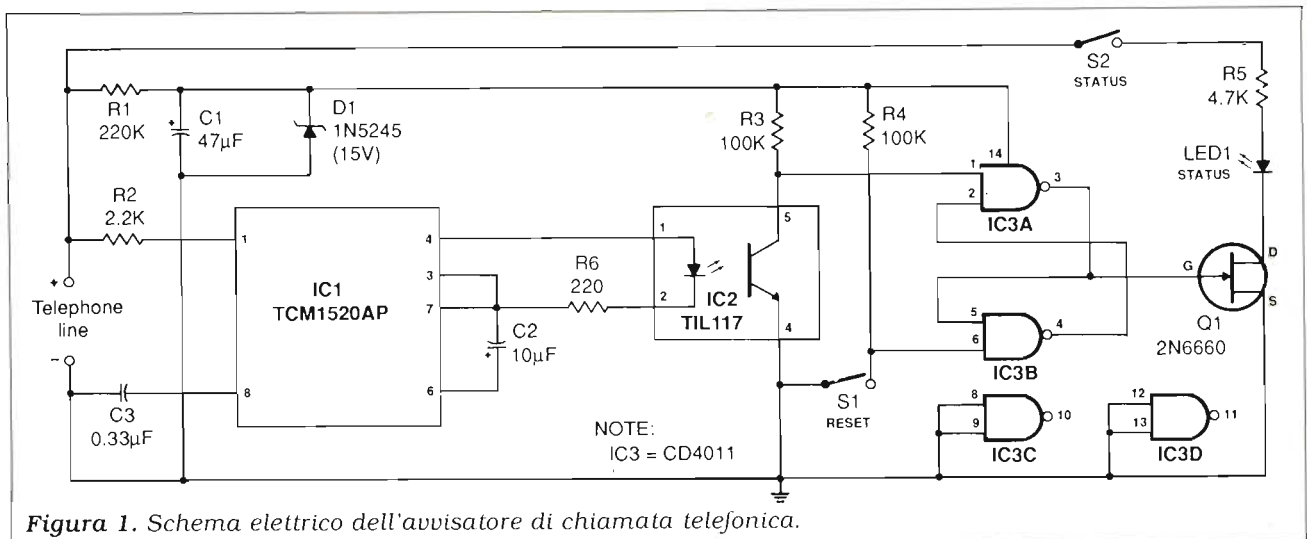 S2
STATUS
R1
220K
C1
47µF
+
D1
1N5245
(15V)
R3
100K
R4
100K
R5
4.7K
LED1
STATUS
14
1
2
3
IC3A
R2
2.2K
1
4
3
7
6
8
IC1
TCM1520AP
R6
220
C2
10µF
+
1
2
5
4
IC2
TIL117
+
Telephone
line
-
C3
0.33µF
5
6
4
IC3B
G
D
S
Q1
2N6660
S1
RESET
NOTE:
IC3 = CD4011
8
9
10
IC3C
12
13
11
IC3D
Figura 1. Schema elettrico dell'avvisatore di chiamata telefonica.